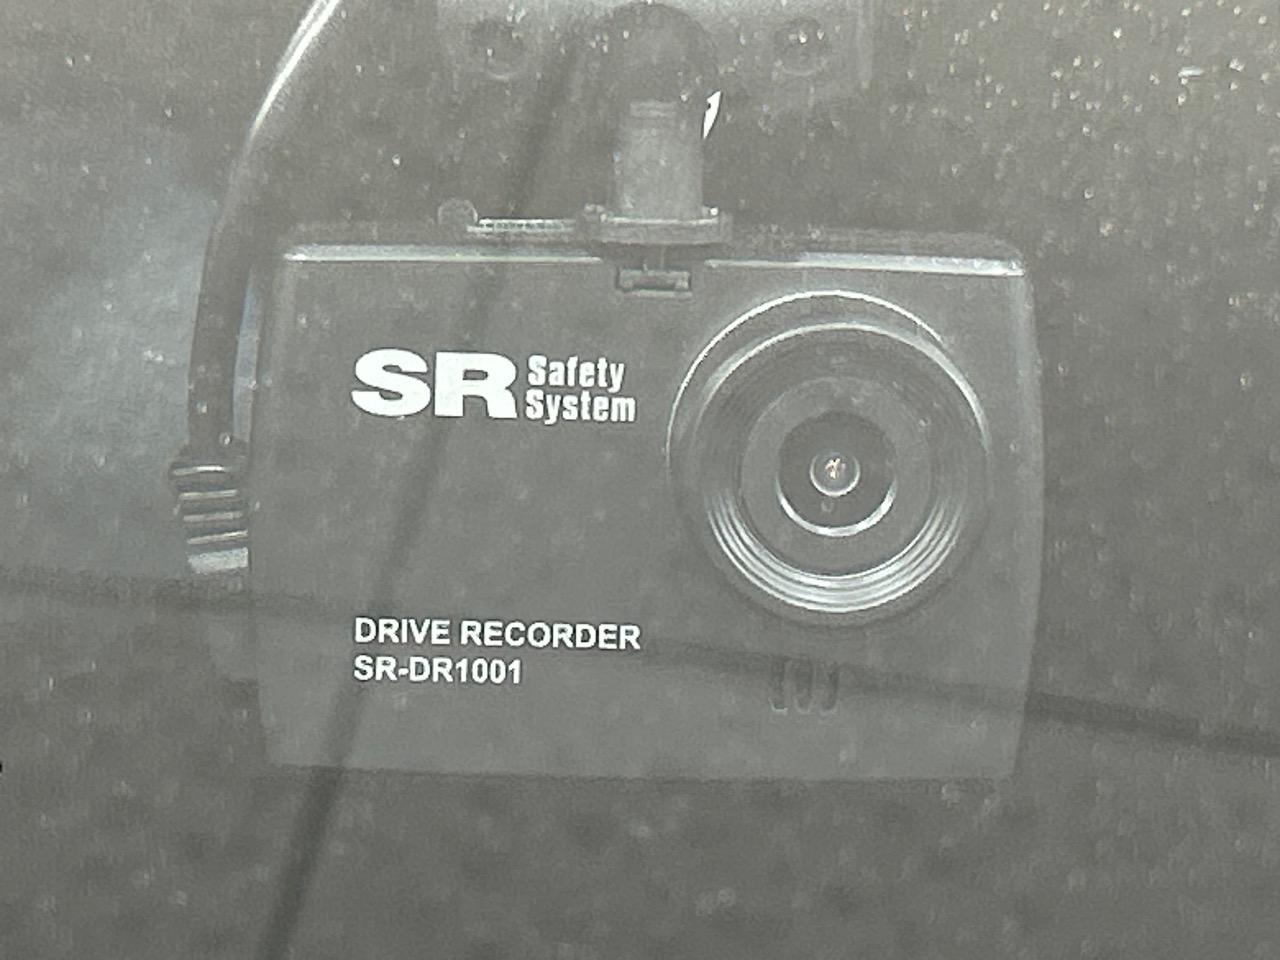 SR Safety
System
DRIVE RECORDER
SR-DR1001